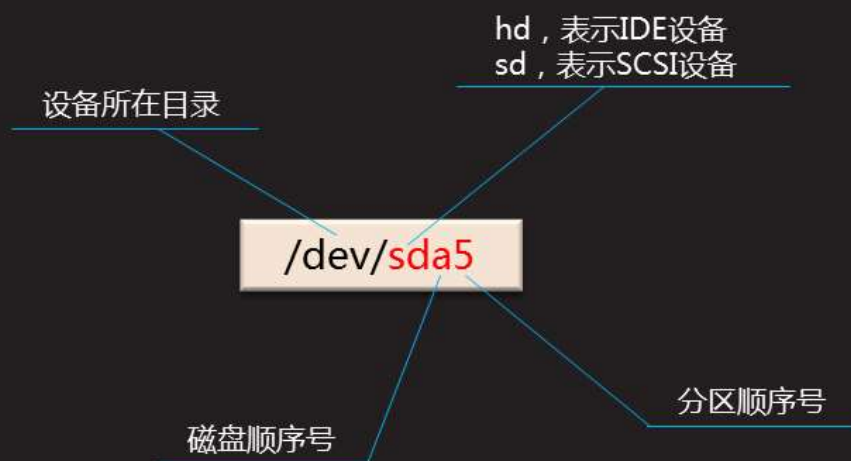 hd，表示IDE设备
sd，表示SCSI设备
设备所在目录
/dev/sda5
分区顺序号
磁盘顺序号